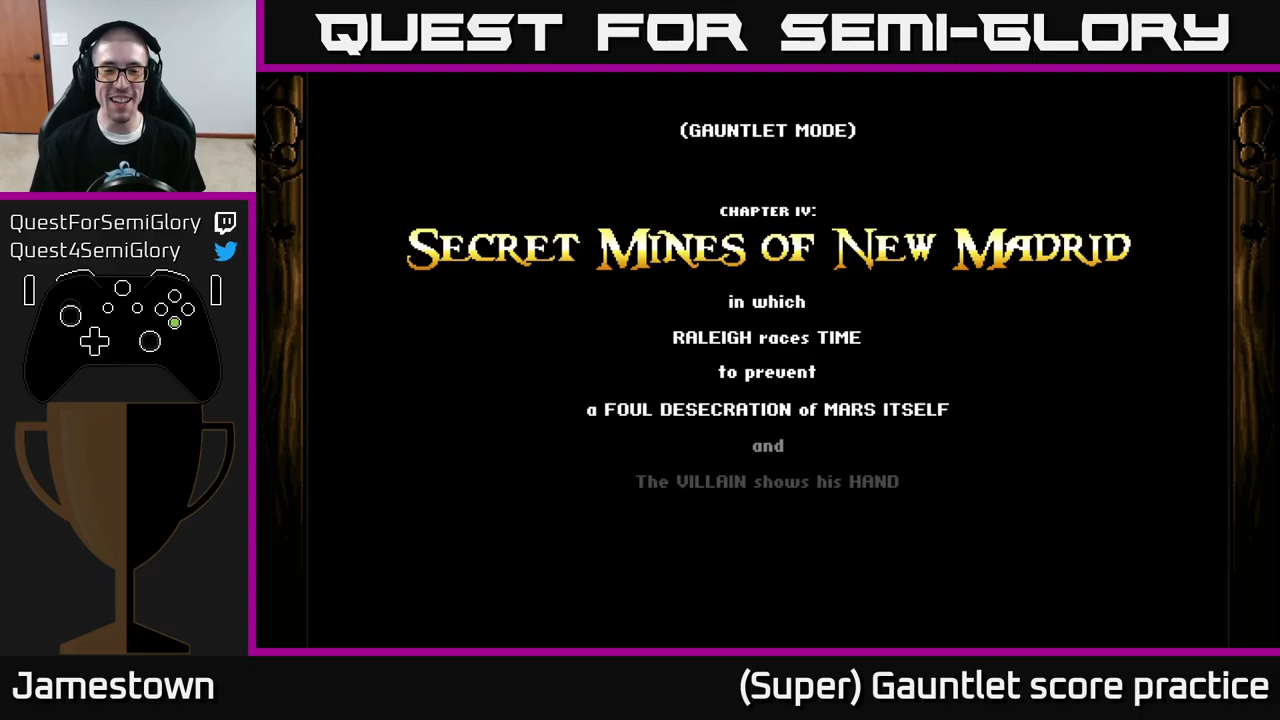 QUEST FOR SEMI-GLORY
QuestForSemiGlory
Quest4SemiGlory
(GAUNTLET MODE)
CHAPTER IV:
SECRET MINES OF NEW MADRID
in which
RALEIGH races TIME
to prevent
a FOUL DESECRATION of MARS ITSELF
and
The VILLAIN shows his HAND
Jamestown
(Super) Gauntlet score practice